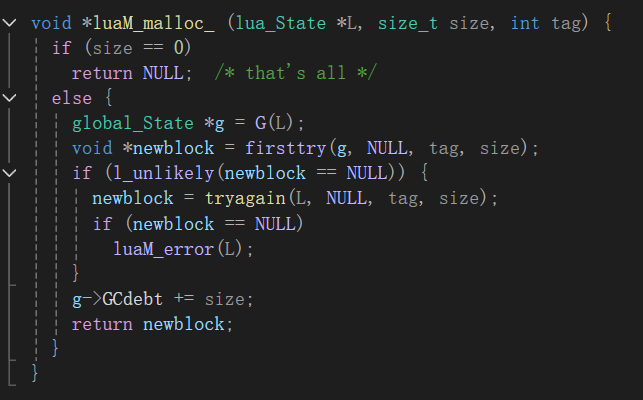 void *luaM_malloc_ (lua_State *L, size_t size, int tag) {
  if (size == 0)
    return NULL;  /* that's all */
  else {
    global_State *g = G(L);
    void *newblock = firsttry(g, NULL, tag, size);
    if (l_unlikely(newblock == NULL)) {
      newblock = tryagain(L, NULL, tag, size);
      if (newblock == NULL)
        luaM_error(L);
    }
    g->GCdebt += size;
    return newblock;
  }
}